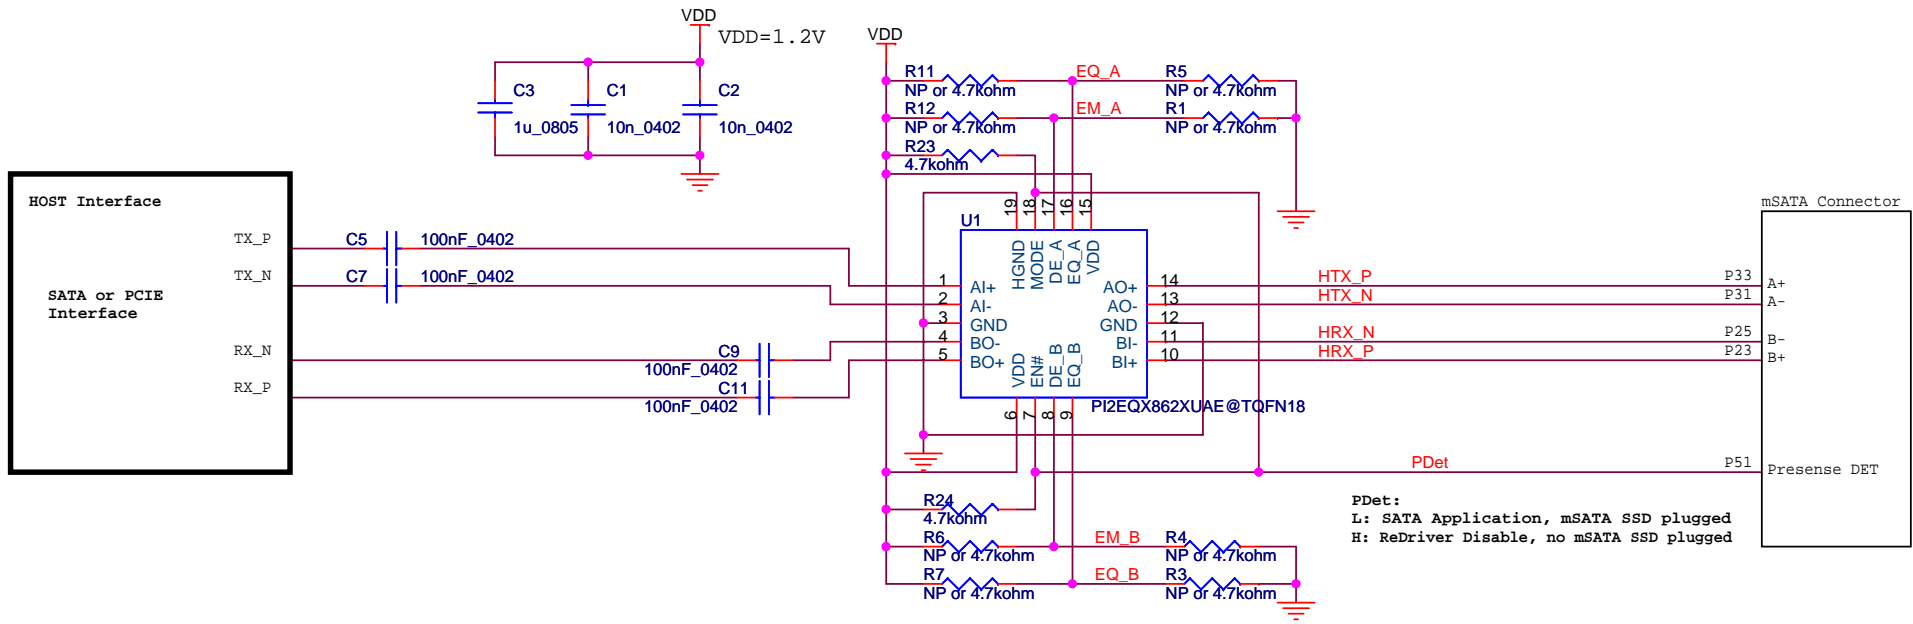 VDD
VDD=1.2V
C3
1u_0805
C1
10n_0402
C2
10n_0402
VDD
R11
NP or 4.7kohm
EQ_A
R5
NP or 4.7kohm
R12
NP or 4.7kohm
EM_A
R1
NP or 4.7kohm
R23
4.7kohm
HOST Interface
TX_P
TX_N
SATA or PCIE
Interface
RX_N
RX_P
C5
100nF_0402
C7
100nF_0402
C9
100nF_0402
C11
100nF_0402
U1
19
18
17
16
15
HGND
MODE
DE_A
EQ_A
VDD
1
AI+
2
AI-
3
GND
4
BO-
5
BO+
AO+
14
AO-
13
GND
12
BI-
11
BI+
10
VDD
EN#
DE_B
EQ_B
6
7
8
9
PI2EQX862XUAE@TQFN18
HTX_P
HTX_N
HRX_N
HRX_P
PDet
mSATA Connector
P33
A+
P31
A-
P25
B-
P23
B+
P51
Presense DET
PDet:
L: SATA Application, mSATA SSD plugged
H: ReDriver Disable, no mSATA SSD plugged
R24
4.7kohm
R6
NP or 4.7kohm
EM_B
R4
NP or 4.7kohm
R7
NP or 4.7kohm
EQ_B
R3
NP or 4.7kohm